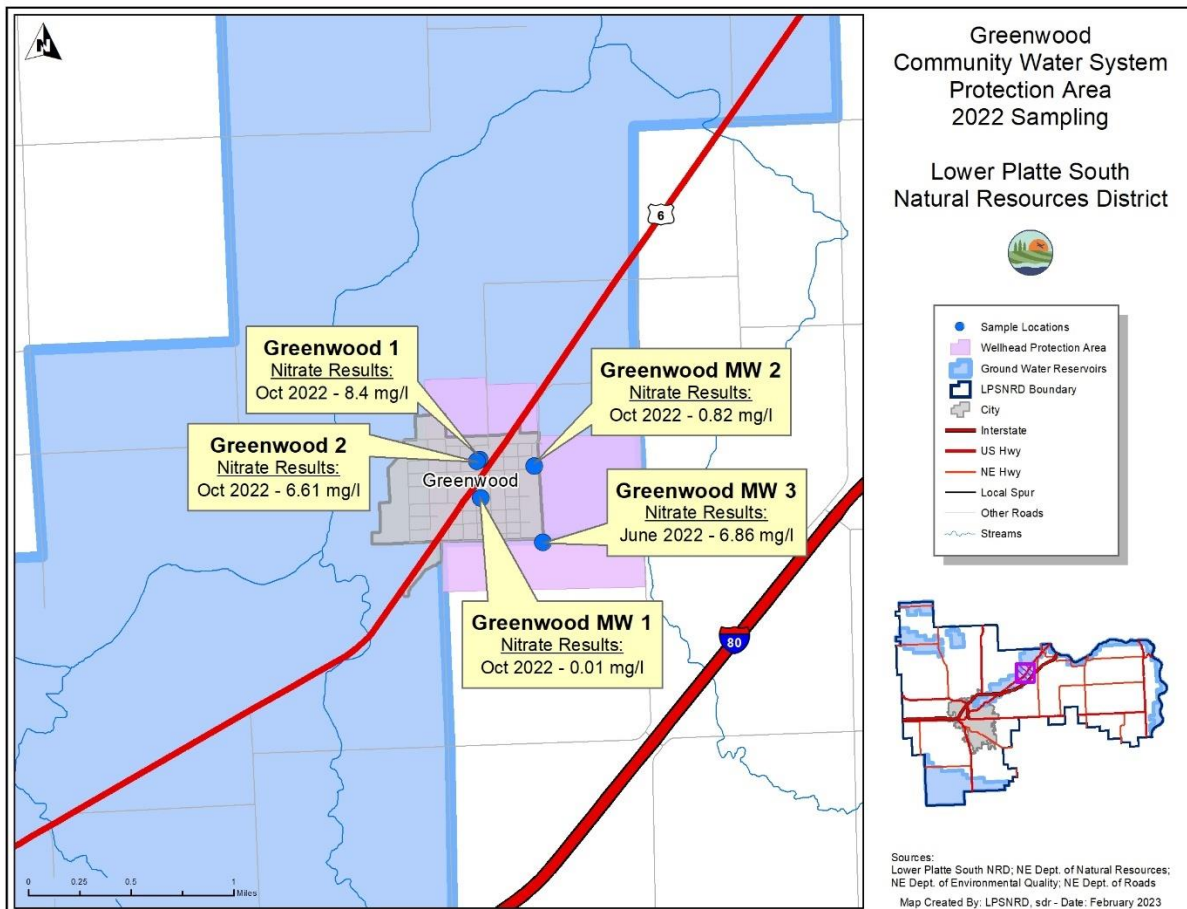 N
Greenwood
Community Water System
Protection Area
2022 Sampling
Lower Platte South
Natural Resources District
6
Greenwood 1
Nitrate Results:
Oct 2022 - 8.4 mg/l
Greenwood MW 2
Nitrate Results:
Oct 2022 - 0.82 mg/l
Greenwood 2
Nitrate Results:
Oct 2022 - 6.61 mg/l
Greenwood
Greenwood MW 3
Nitrate Results:
June 2022 - 6.86 mg/l
Greenwood MW 1
Nitrate Results:
Oct 2022 - 0.01 mg/l
80
0 0.25 0.5 1
Miles
Sample Locations
Wellhead Protection Area
Ground Water Reservoirs
LPSNRD Boundary
City
Interstate
US Hwy
NE Hwy
Local Spur
Other Roads
Streams
Sources:
Lower Platte South NRD; NE Dept. of Natural Resources;
NE Dept. of Environmental Quality; NE Dept. of Roads
Map Created By: LPSNRD, sdr - Date: February 2023